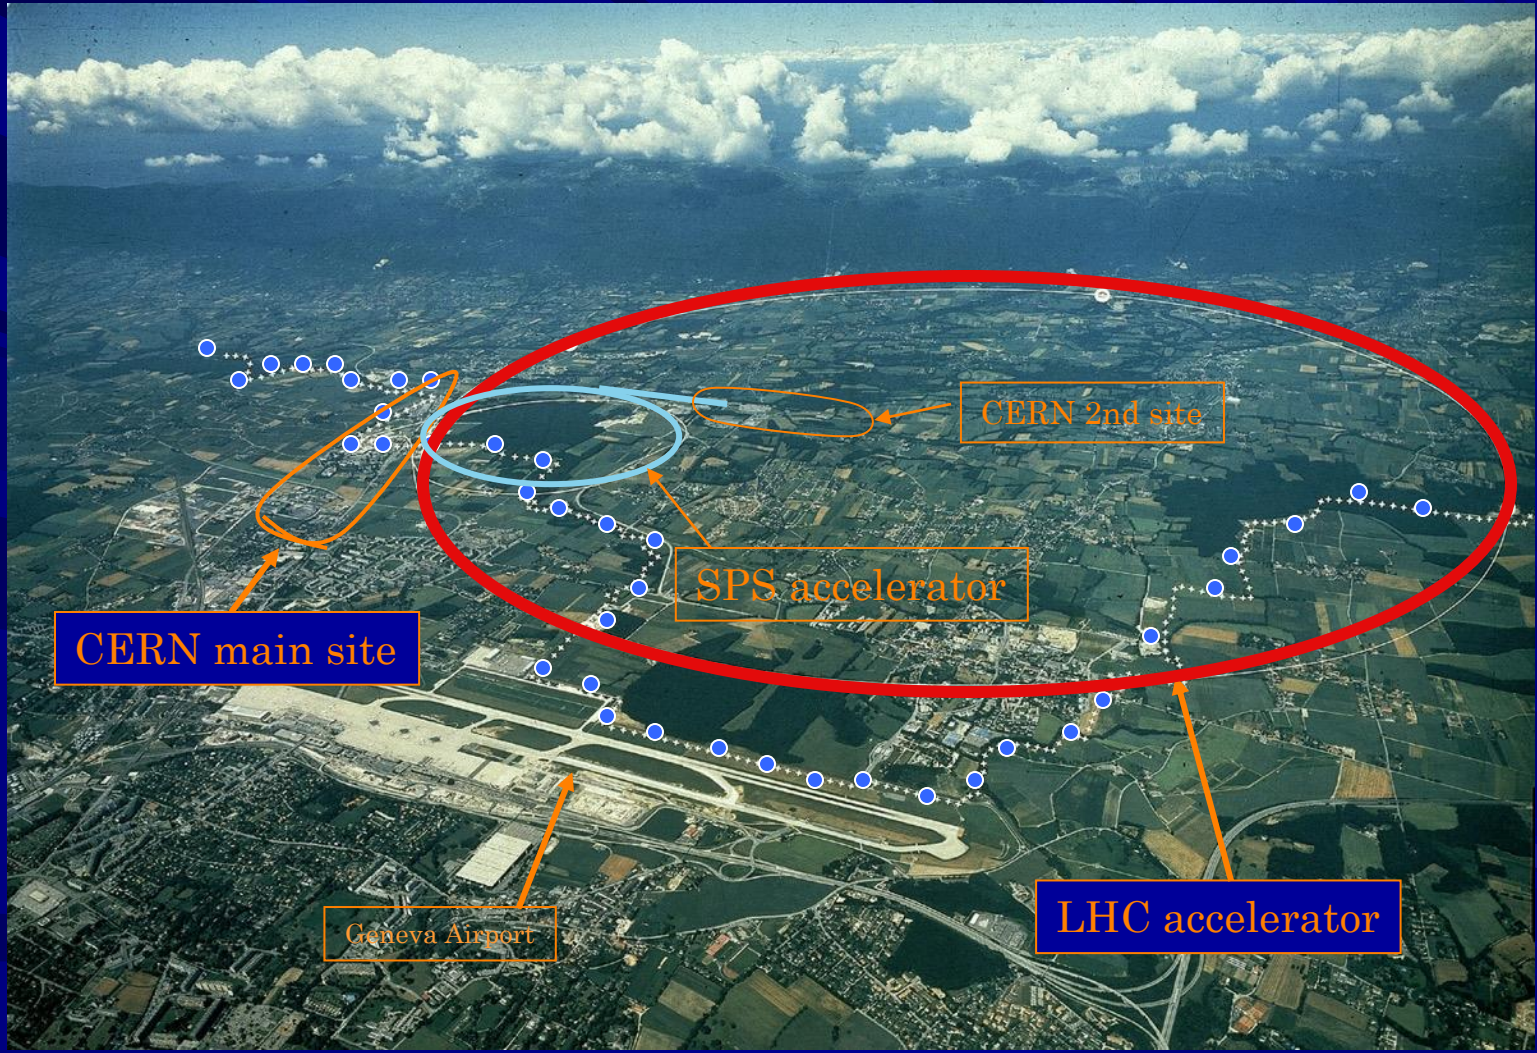 CERN 2nd site
SPS accelerator
CERN main site
LHC accelerator
Geneva Airport